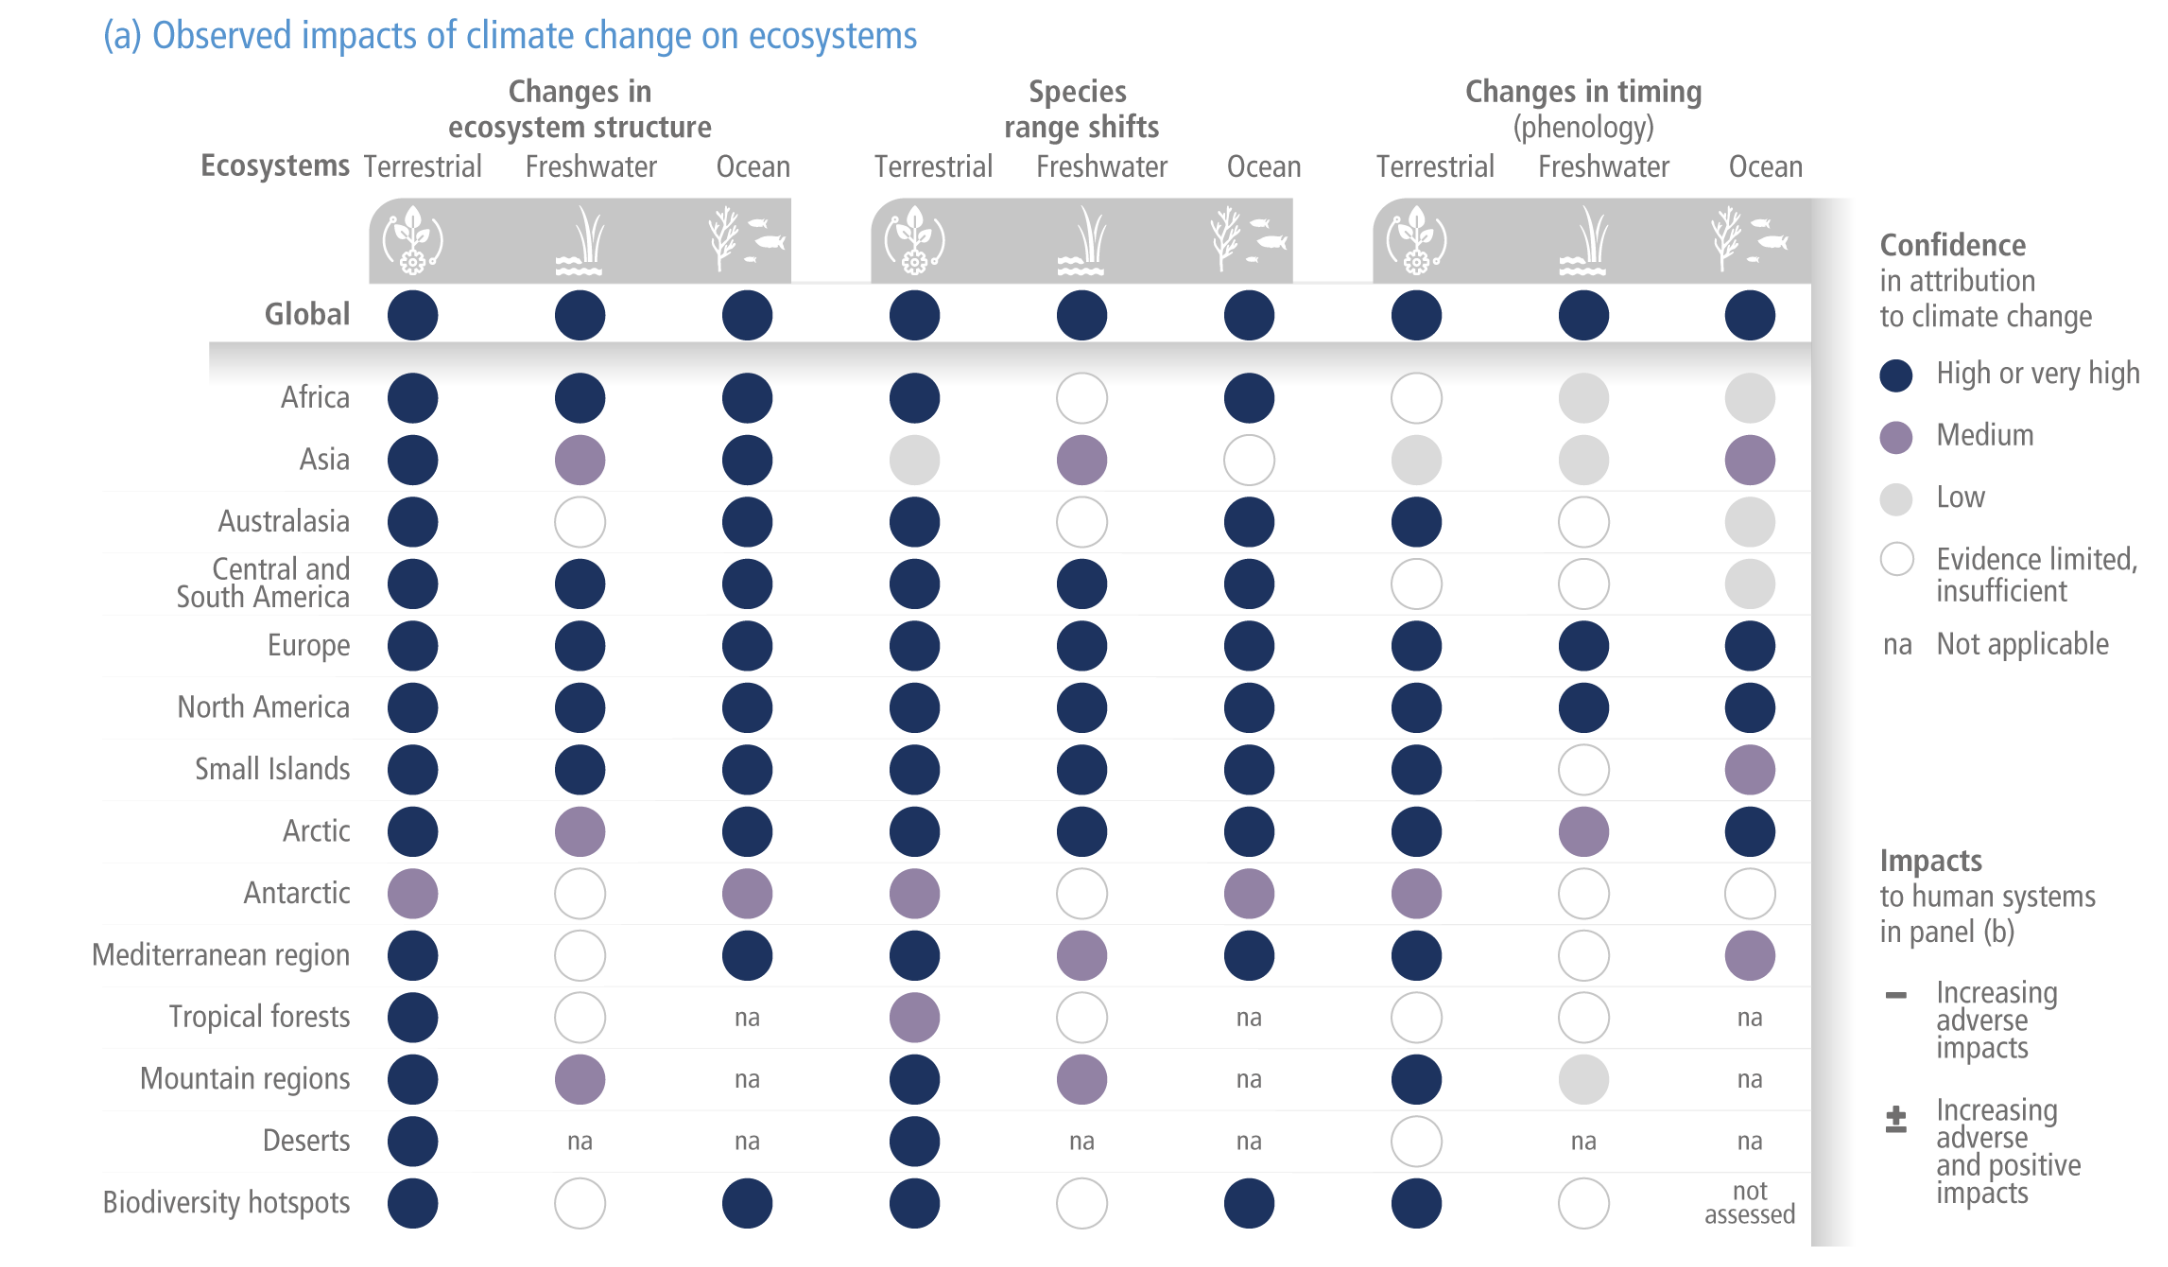 (a) Observed impacts of climate change on ecosystems
Changes in
ecosystem structure
Species
range shifts
Changes in timing
(phenology)
Ecosystems Terrestrial Freshwater Ocean Terrestrial Freshwater Ocean Terrestrial Freshwater Ocean
Global
Africa
Asia
Australasia
Central and
South America
Europe
North America
Small Islands
Arctic
Antarctic
Mediterranean region
Tropical forests na na na
Mountain regions na na na
Deserts na na na na na na
Biodiversity hotspots not
assessed
Confidence
in attribution
to climate change
High or very high
Medium
Low
Evidence limited,
insufficient
na Not applicable
Impacts
to human systems
in panel (b)
− Increasing
adverse
impacts
± Increasing
adverse
and positive
impacts